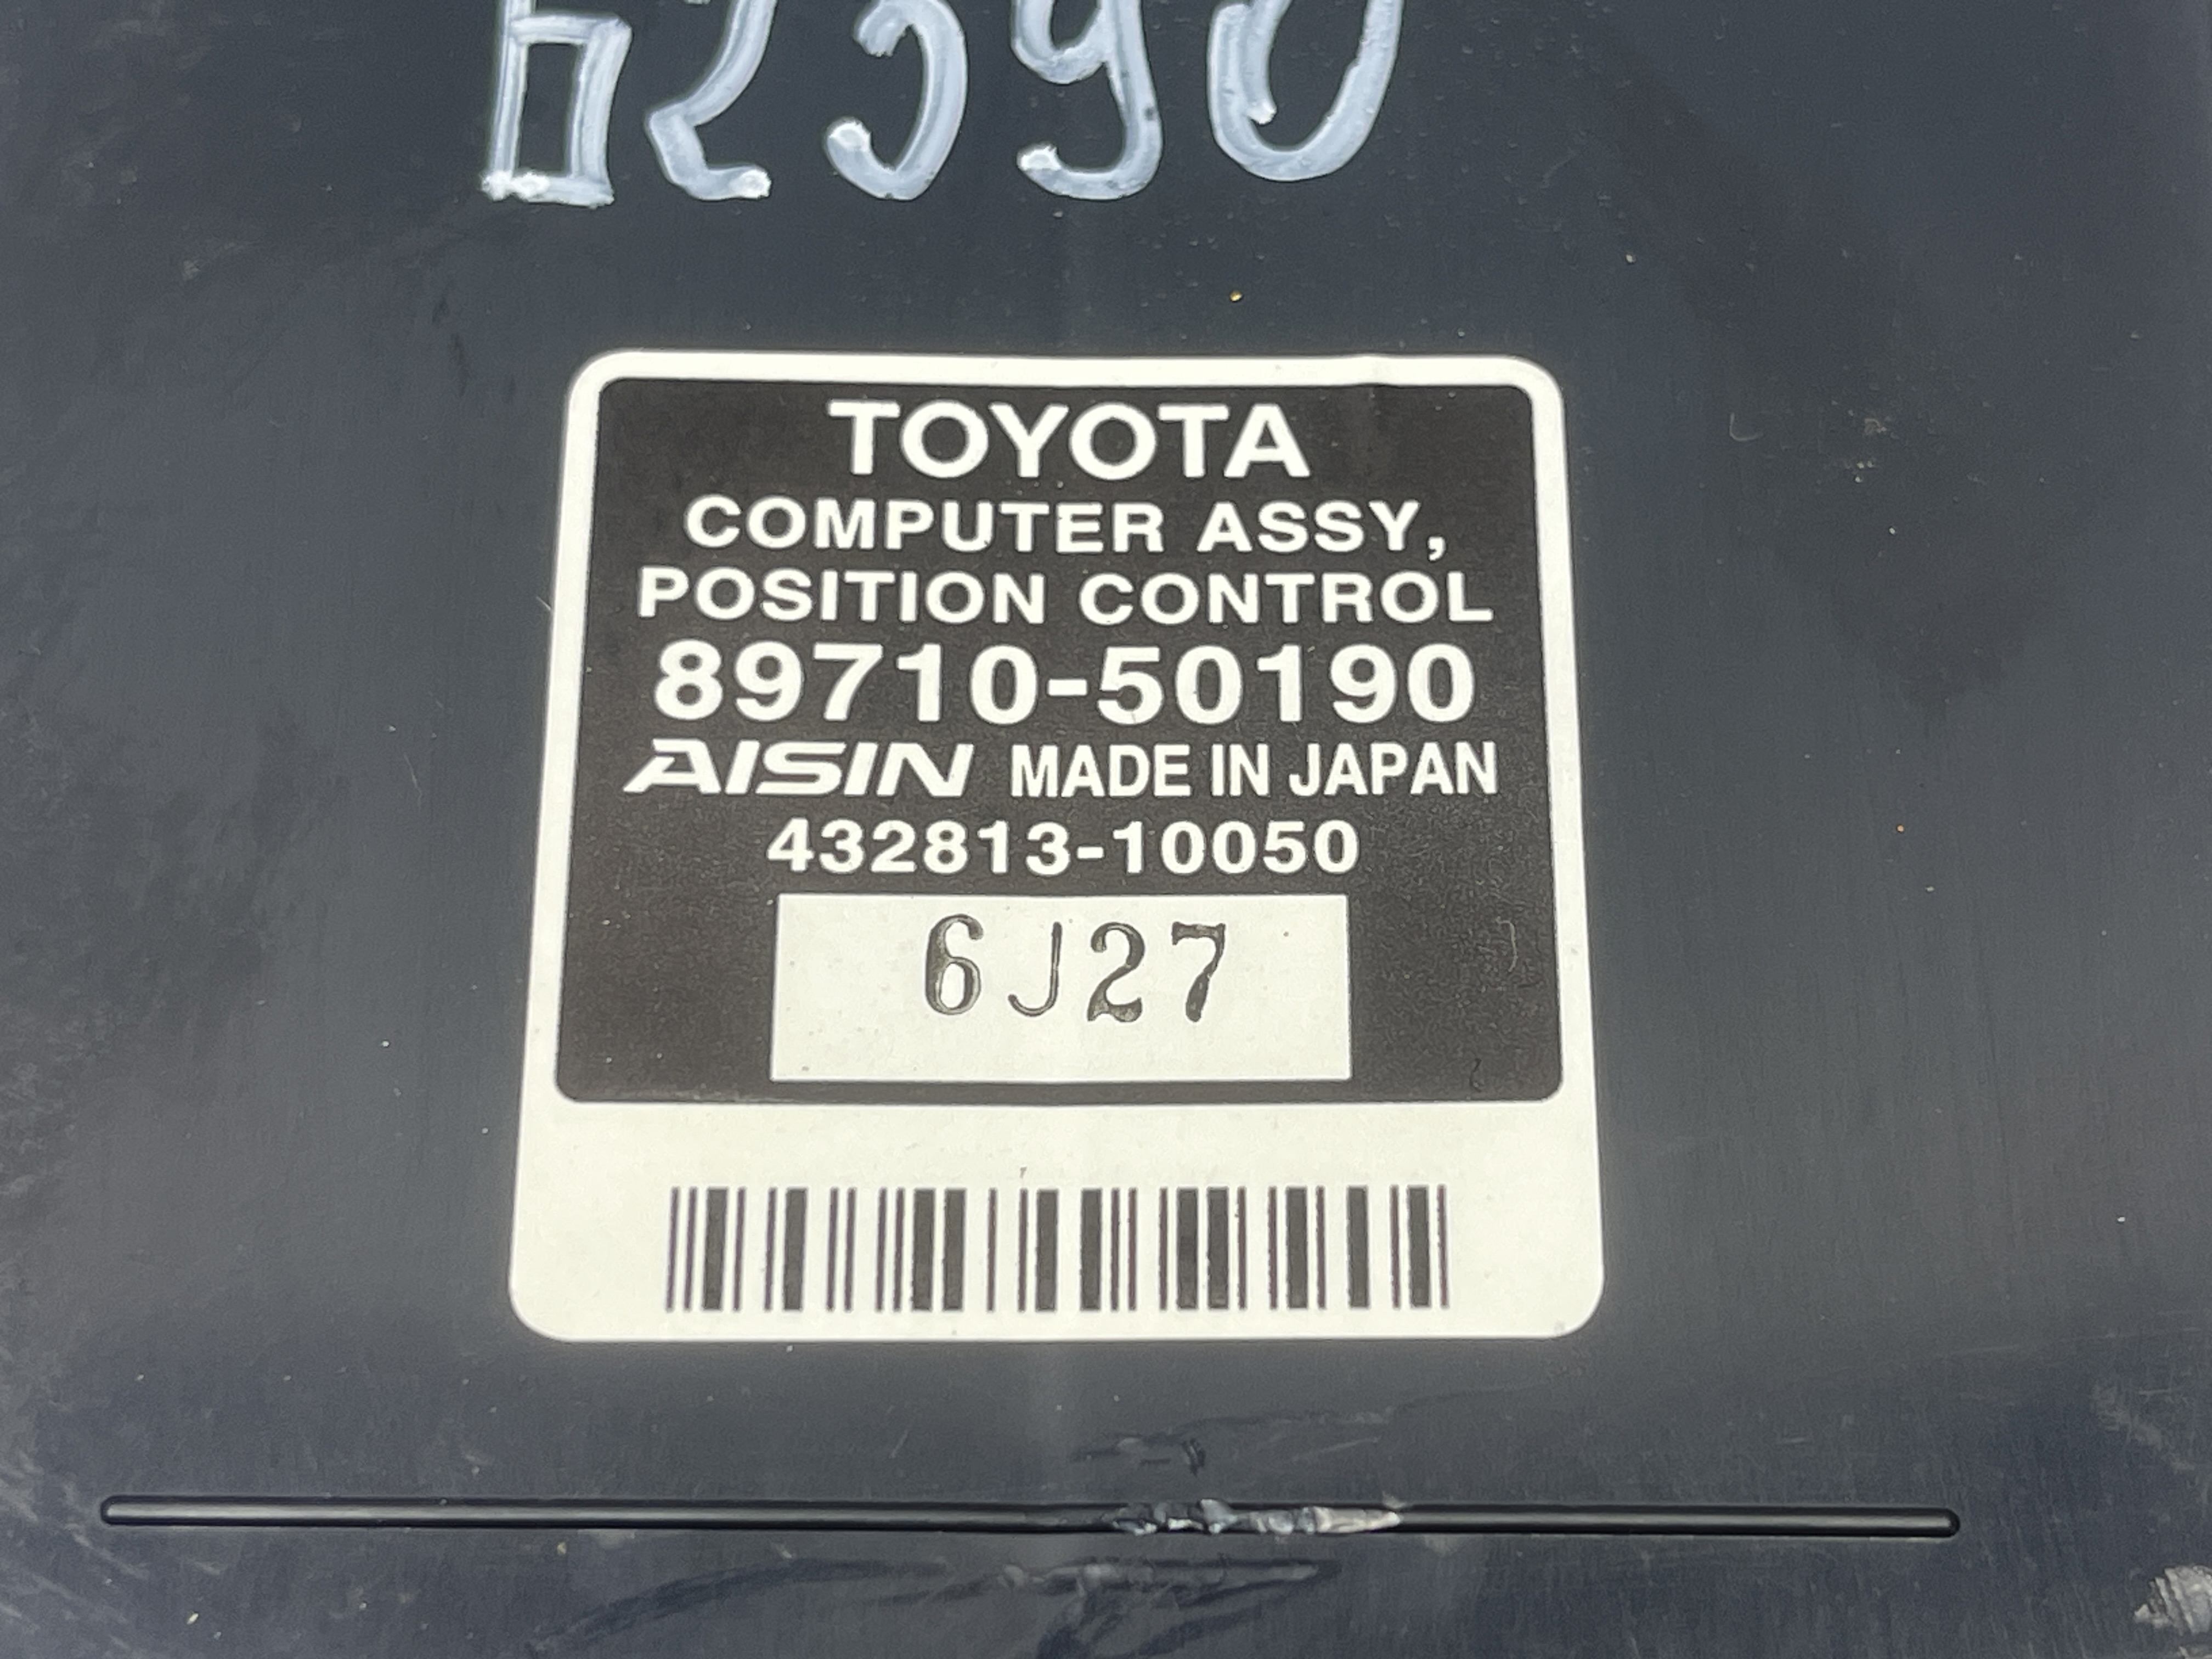 TOYOTA
COMPUTER ASSY,
POSITION CONTROL
89710-50190
AISIN MADE IN JAPAN
432813-10050
6J27